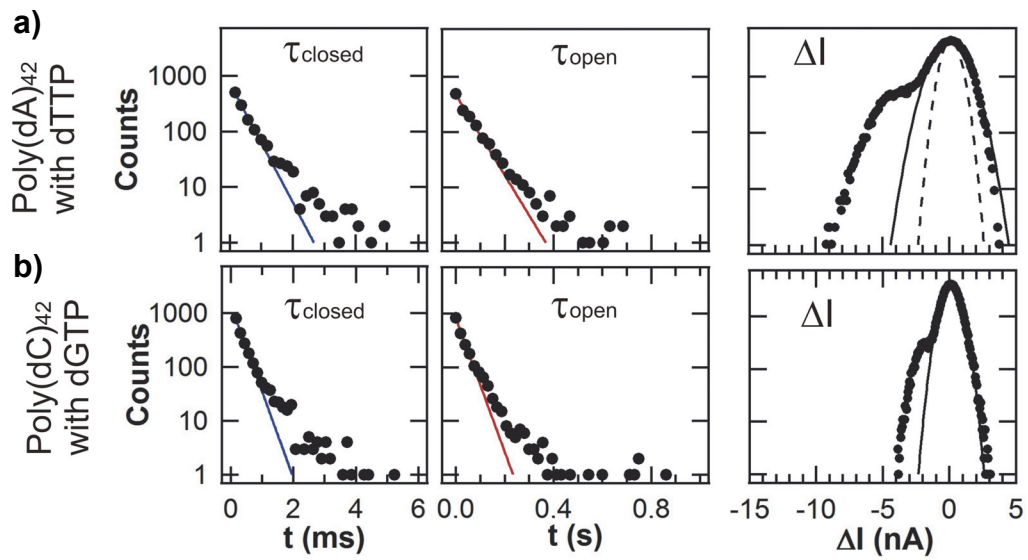 a)
Poly(dA)42
with dTTP
Counts
1000
100
10
1
τclosed
τopen
ΔI
b)
Poly(dC)42
with dGTP
Counts
1000
100
10
1
τclosed
τopen
ΔI
0 2 4 6
t (ms)
0.0 0.4 0.8
t (s)
-15 -10 -5 0 5
ΔI (nA)